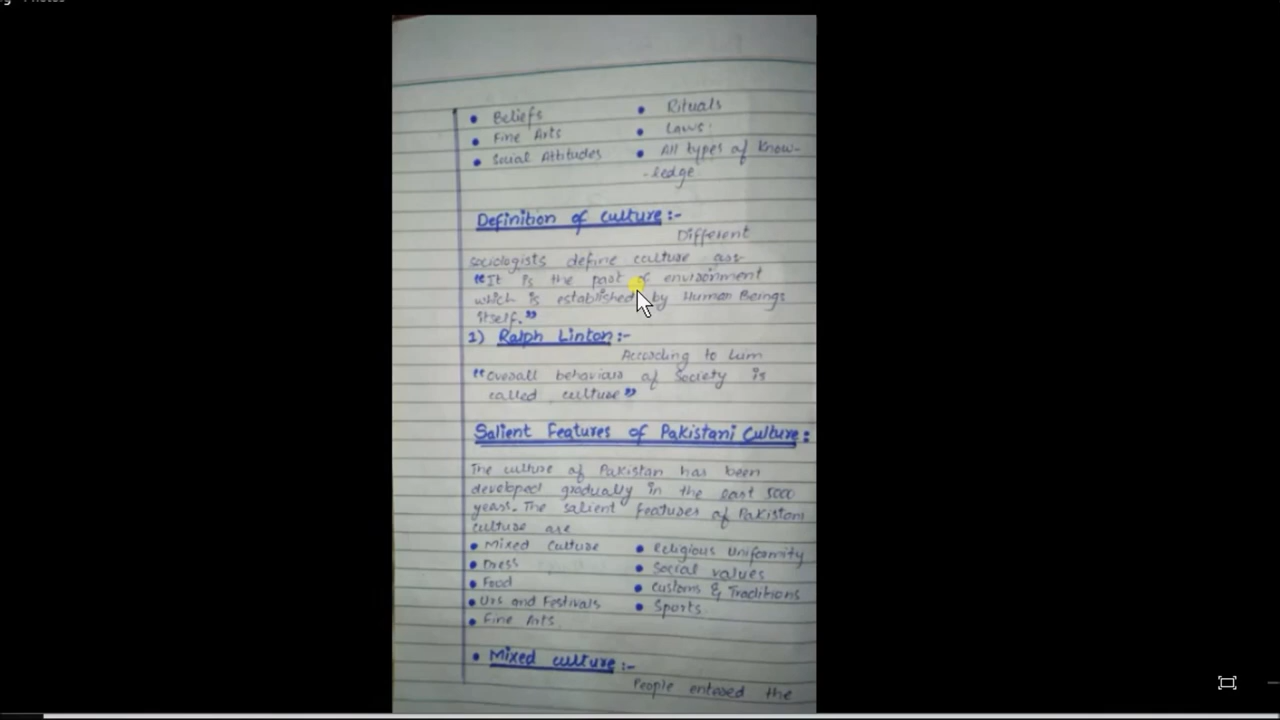 • Beliefs • Rituals
• Fine Arts • Laws
• Social Attitudes • All types of know-
-ledge
Definition of culture:-
Different
sociologists define culture as:-
"It is the part of environment
which is established by Human Beings
itself."
1) Ralph Linton:-
According to him
"Overall behaviour of Society is
called culture"
Salient Features of Pakistani Culture:
The culture of Pakistan has been
developed gradually in the last 5000
years. The salient features of Pakistani
culture are
• Mixed Culture • Religious Uniformity
• Dress • Social values
• Food • Customs & Traditions
• Urs and Festivals • Sports.
• Fine Arts.
• Mixed culture:-
People entered the